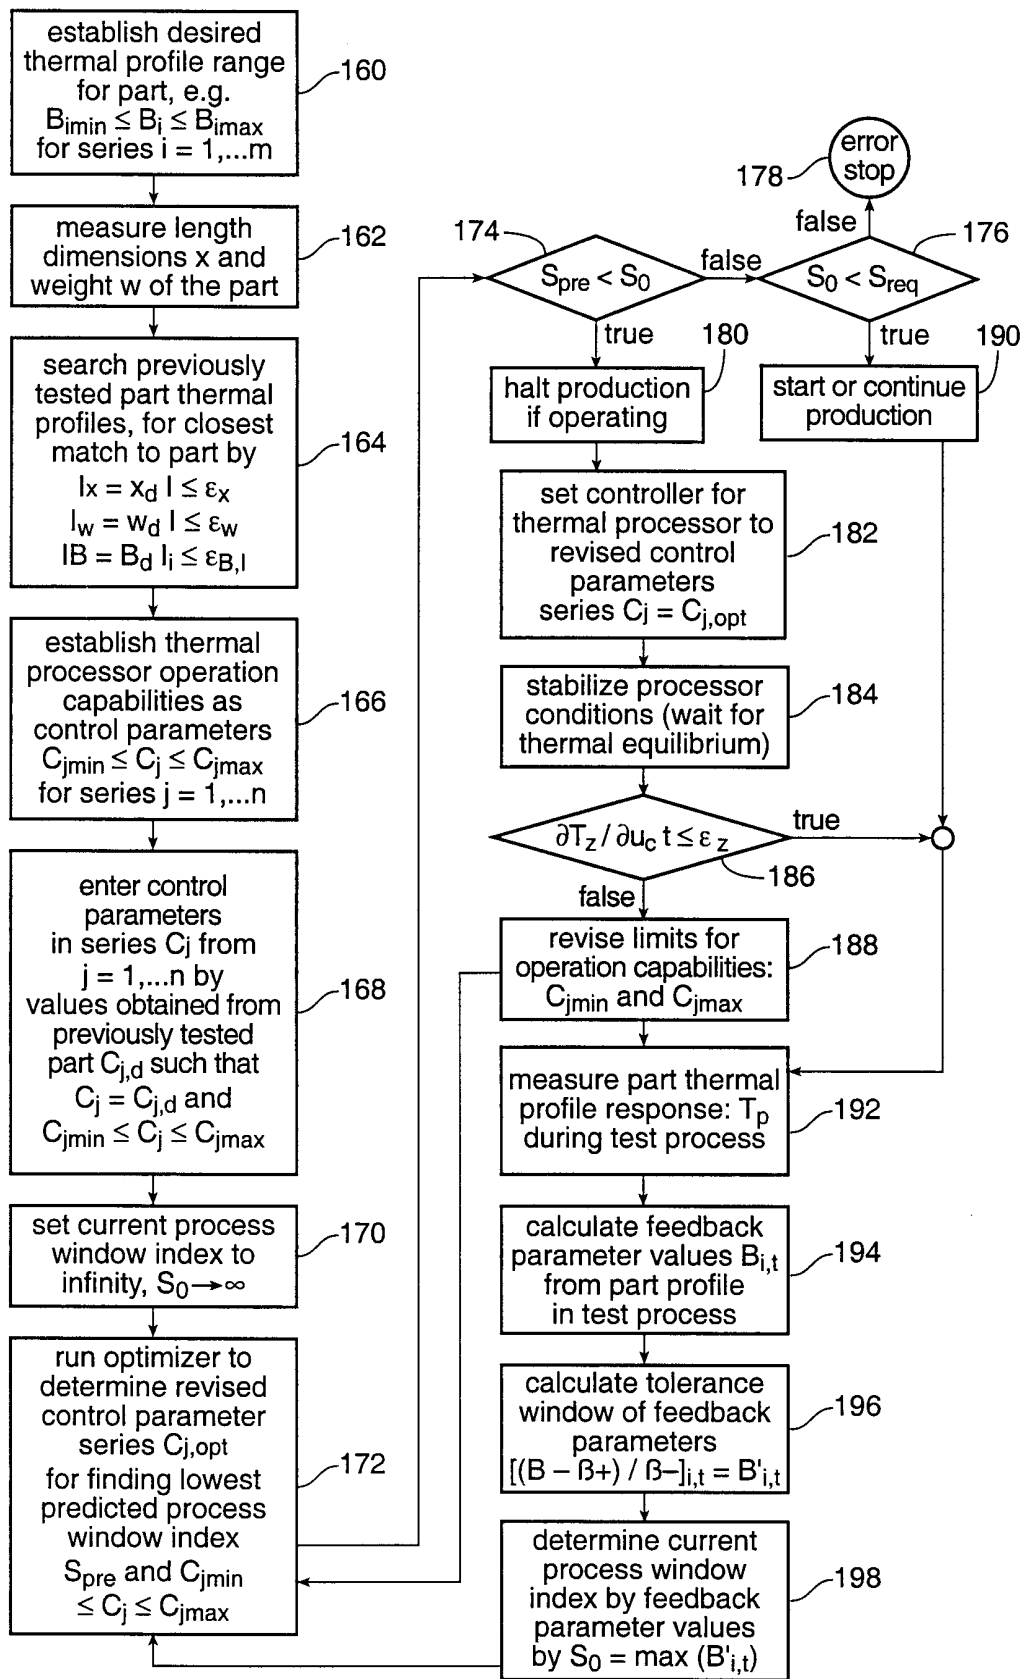 establish desired
thermal profile range
for part, e.g.
Bimin ≤ Bi ≤ Bimax
for series i = 1,...m
160
measure length
dimensions x and
weight w of the part
162
search previously
tested part thermal
profiles, for closest
match to part by
lx = xd l ≤ εx
lw = wd l ≤ εw
lB = Bd li ≤ εB,l
164
establish thermal
processor operation
capabilities as
control parameters
Cjmin ≤ Cj ≤ Cjmax
for series j = 1,...n
166
enter control
parameters
in series Cj from
j = 1,...n by
values obtained from
previously tested
part Cj,d such that
Cj = Cj,d and
Cjmin ≤ Cj ≤ Cjmax
168
set current process
window index to
infinity, S0→∞
170
run optimizer to
determine revised
control parameter
series Cj,opt
for finding lowest
predicted process
window index
Spre and Cjmin
≤ Cj ≤ Cjmax
172
174
Spre < S0
false
true
176
S0 < Sreq
false
true
178
error
stop
180
halt production
if operating
190
start or continue
production
set controller for
thermal processor to
revised control
parameters
series Cj = Cj,opt
182
stabilize processor
conditions (wait for
thermal equilibrium)
184
∂Tz / ∂uc t ≤ εz
true
186
false
revise limits for
operation capabilities:
Cjmin and Cjmax
188
measure part thermal
profile response: Tp
during test process
192
calculate feedback
parameter values Bi,t
from part profile
in test process
194
calculate tolerance
window of feedback
parameters
[(B – ß+) / ß–]i,t = B'i,t
196
determine current
process window
index by feedback
parameter values
by S0 = max (B'i,t)
198